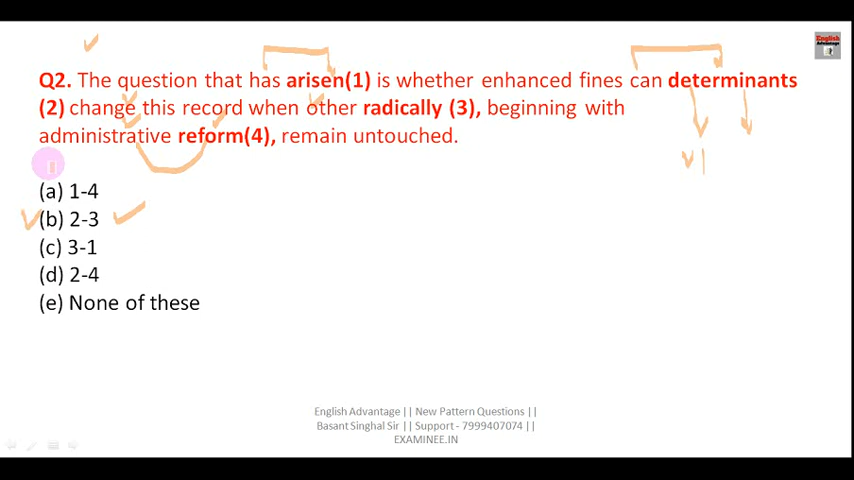 English
Advantage
Q2. The question that has arisen(1) is whether enhanced fines can determinants
(2) change this record when other radically (3), beginning with
administrative reform(4), remain untouched.
(a) 1-4
(b) 2-3
(c) 3-1
(d) 2-4
(e) None of these
English Advantage || New Pattern Questions ||
Basant Singhal Sir || Support - 7999407074 ||
EXAMINEE.IN